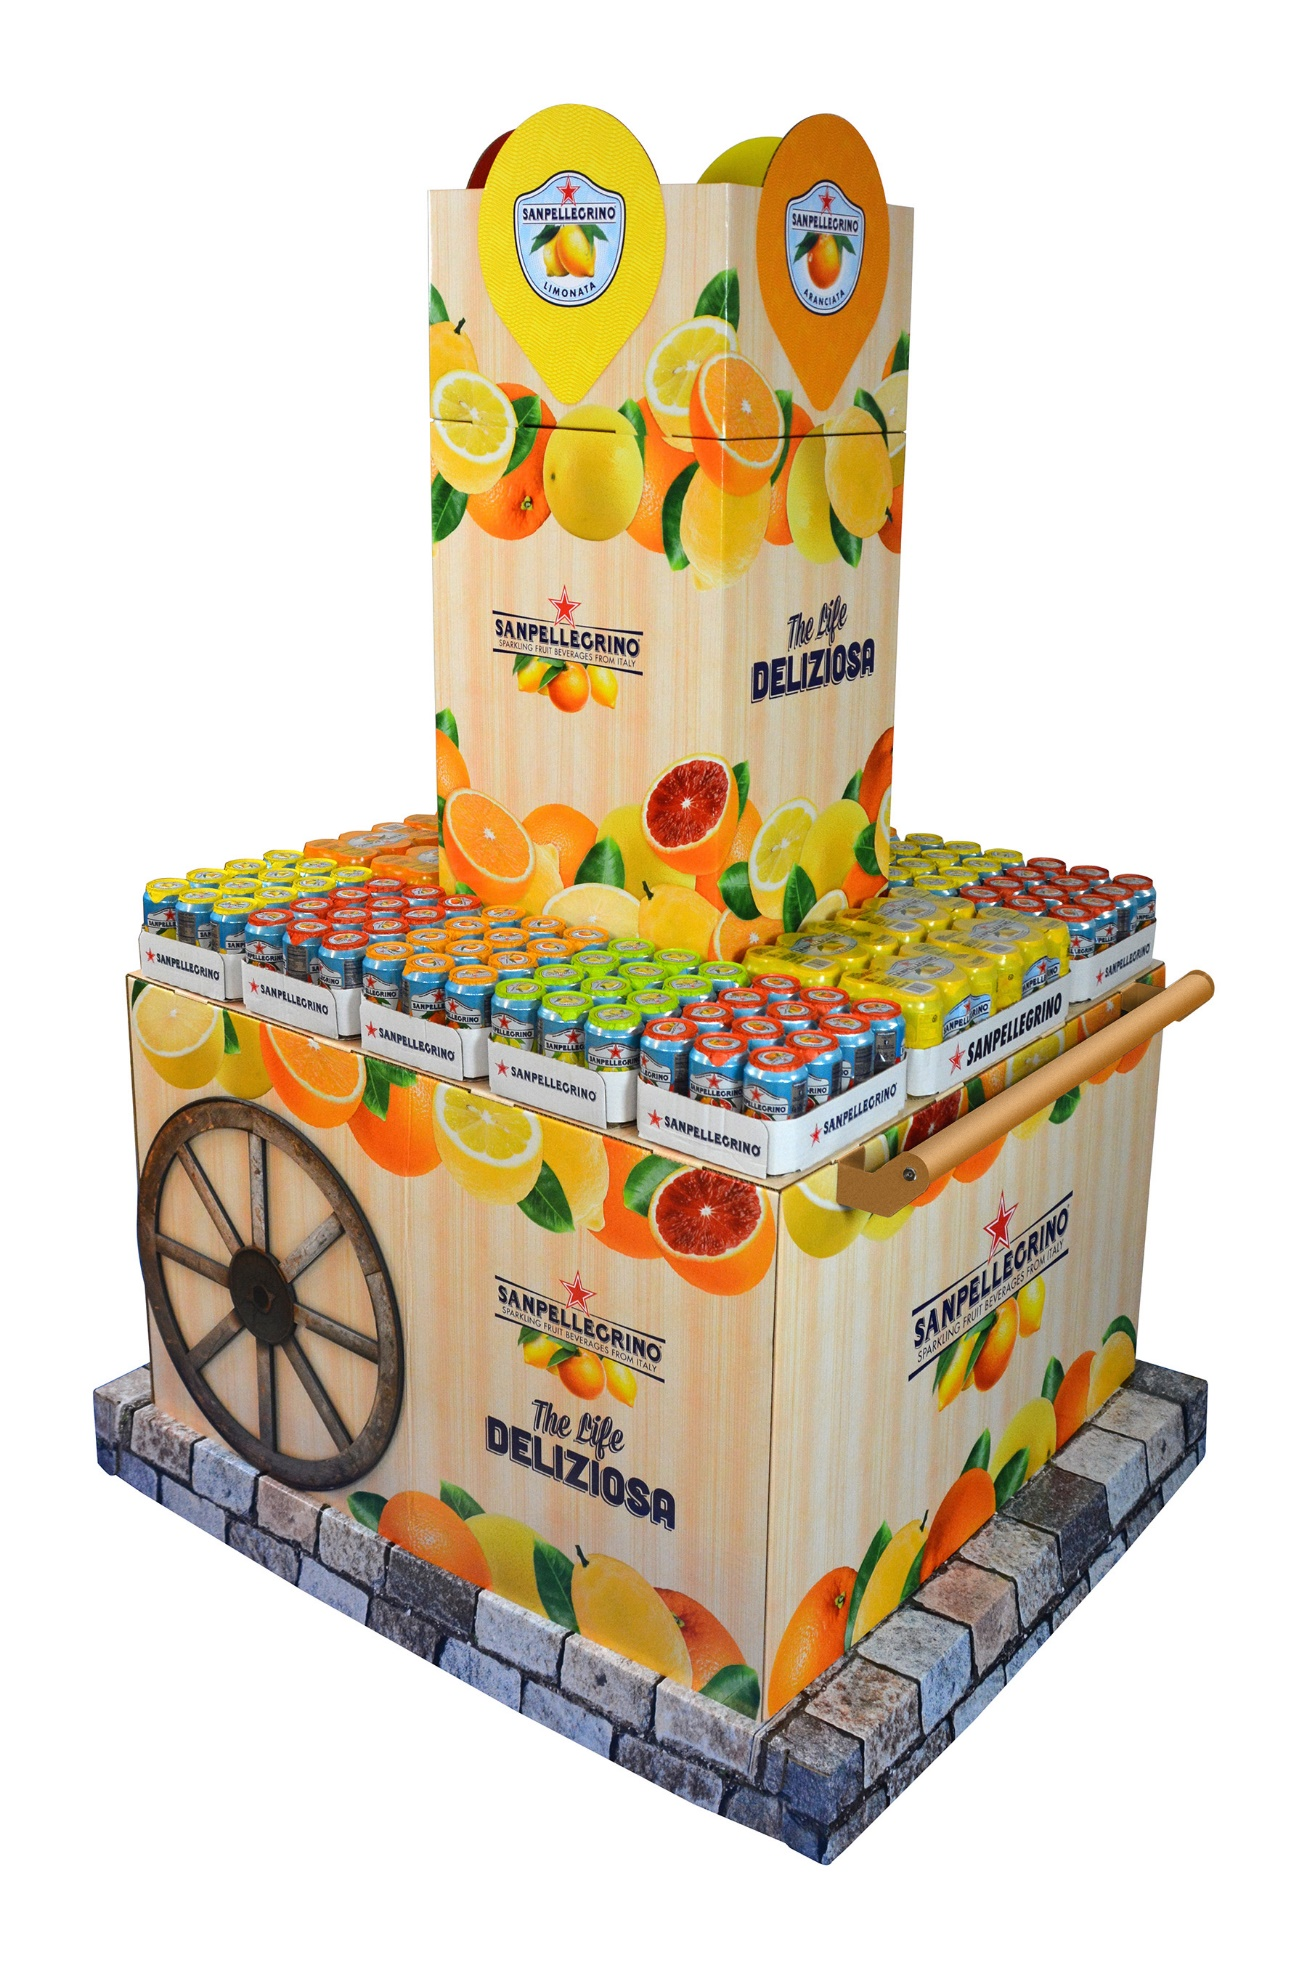 SANPELLEGRINO
LIMONATA
SANPELLEGRINO
ARANCIATA
SANPELLEGRINO
SPARKLING FRUIT BEVERAGES FROM ITALY
The Life
DELIZIOSA
SANPELLEGRINO
SANPELLEGRINO
SANPELLEGRINO
SANPELLEGRINO
SANPELLEGRINO
SANPELLEGRINO
SANPELLEGRINO
SANPELLEGRINO
SANPELLEGRINO
SPARKLING FRUIT BEVERAGES FROM ITALY
The Life
DELIZIOSA
SANPELLEGRINO
SPARKLING FRUIT BEVERAGES FROM ITALY